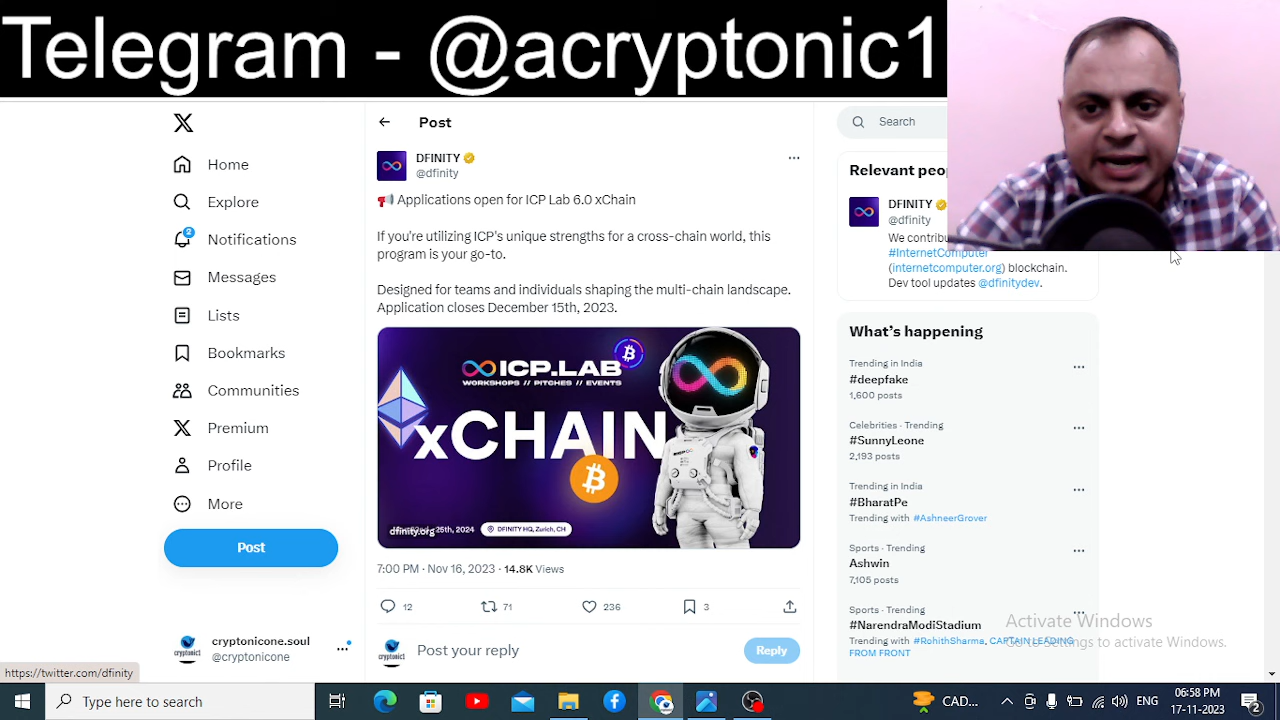 Telegram - @acryptonic1
Post
Search
Home
Explore
2
Notifications
Messages
Lists
Bookmarks
Communities
Premium
Profile
More
Post
cryptonicone.soul
@cryptonicone
https://twitter.com/dfinity
DFINITY
@dfinity
Applications open for ICP Lab 6.0 xChain
If you're utilizing ICP's unique strengths for a cross-chain world, this
program is your go-to.
Designed for teams and individuals shaping the multi-chain landscape.
Application closes December 15th, 2023.
ICP.LAB
WORKSHOPS // PITCHES // EVENTS
xCHAIN
dfinity.org
25th, 2024
DFINITY HQ, Zurich, CH
7:00 PM · Nov 16, 2023 · 14.8K Views
12
71
236
3
Post your reply
Reply
Relevant peo
DFINITY
@dfinity
We contribu
#InternetComputer
(internetcomputer.org) blockchain.
Dev tool updates @dfinitydev.
What's happening
Trending in India
#deepfake
1,600 posts
Celebrities · Trending
#SunnyLeone
2,193 posts
Trending in India
#BharatPe
Trending with #AshneerGrover
Sports · Trending
Ashwin
7,105 posts
Sports · Trending
#NarendraModiStadium
Trending with #RohithSharma, CAPTAIN LEADING
FROM FRONT
Activate Windows
Go to Settings to activate Windows.
Type here to search
CAD...
ENG
06:58 PM
17-11-2023
2